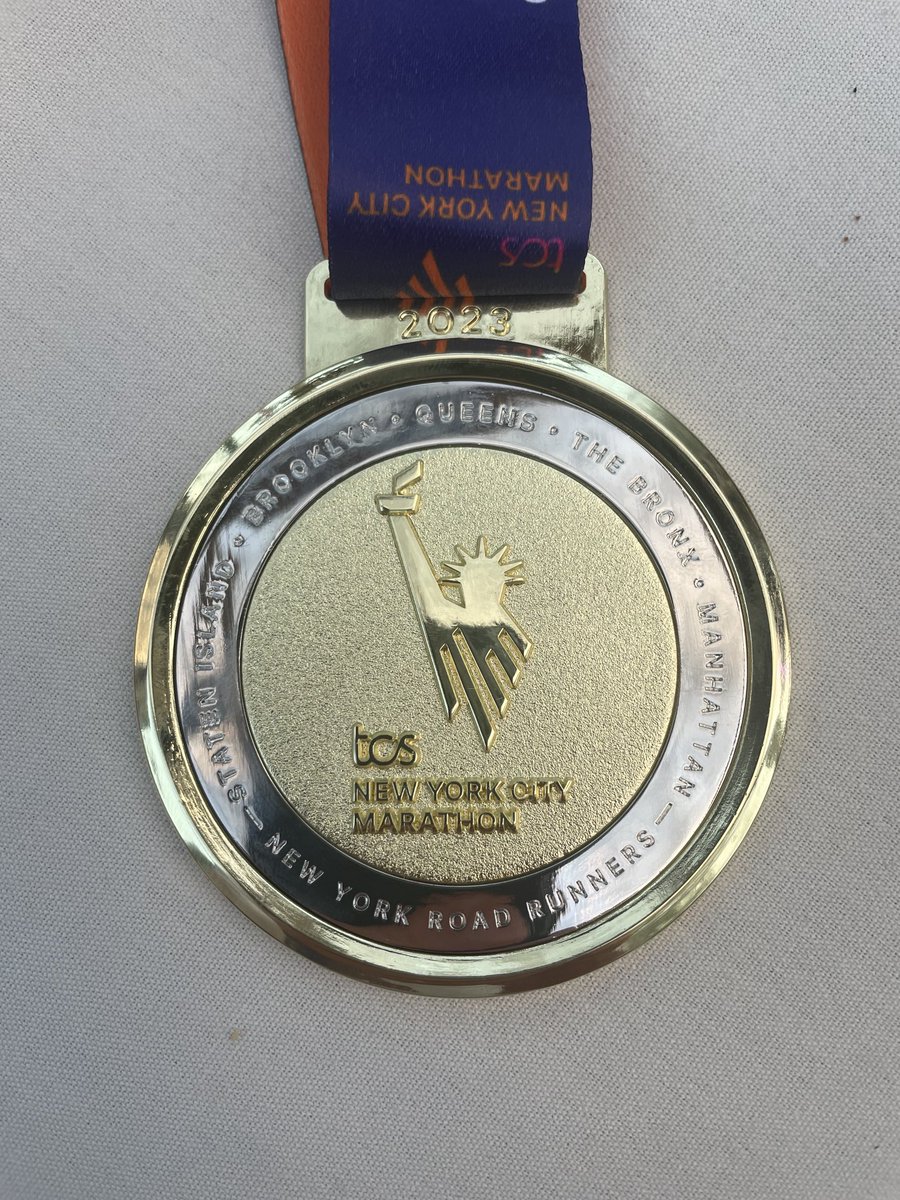 tcs
NEW YORK CITY
MARATHON
2023
STATEN ISLAND • BROOKLYN • QUEENS • THE BRONX • MANHATTAN
— NEW YORK ROAD RUNNERS —
tcs
NEW YORK CITY
MARATHON